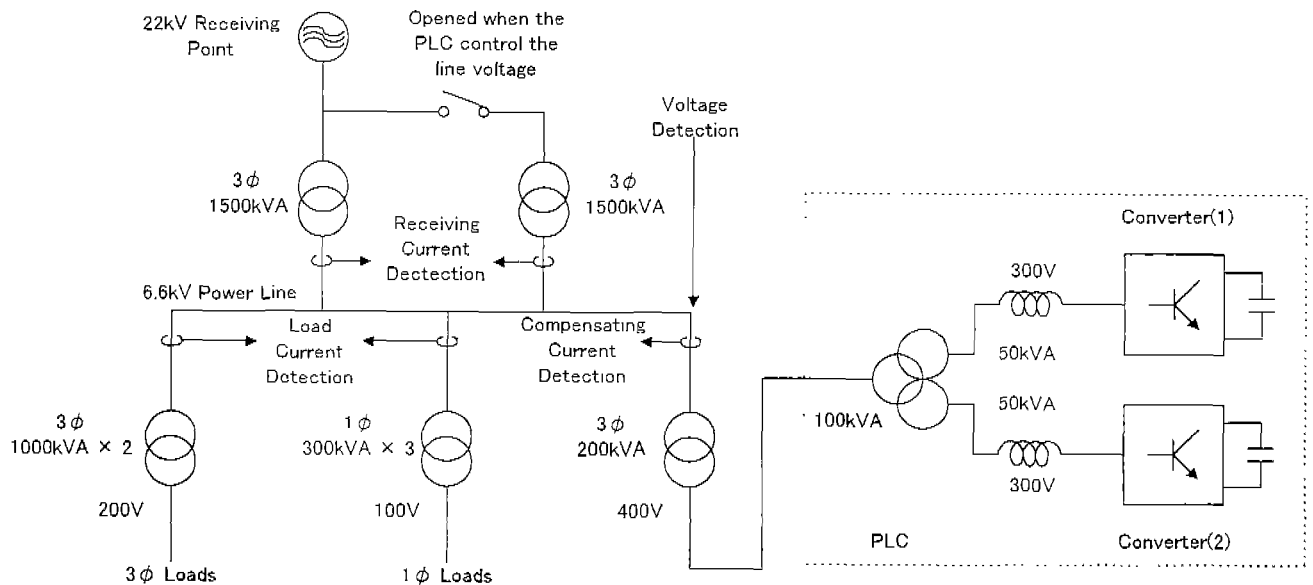 22kV Receiving
Point
Opened when the
PLC control the
line voltage
Voltage
Detection
3φ
1500kVA
3φ
1500kVA
Receiving
Current
Dectection
6.6kV Power Line
Load
Current
Detection
Compensating
Current
Detection
3φ
1000kVA × 2
1φ
300kVA × 3
3φ
200kVA
200V
100V
400V
3φ Loads
1φ Loads
Converter(1)
300V
50kVA
50kVA
100kVA
300V
PLC
Converter(2)